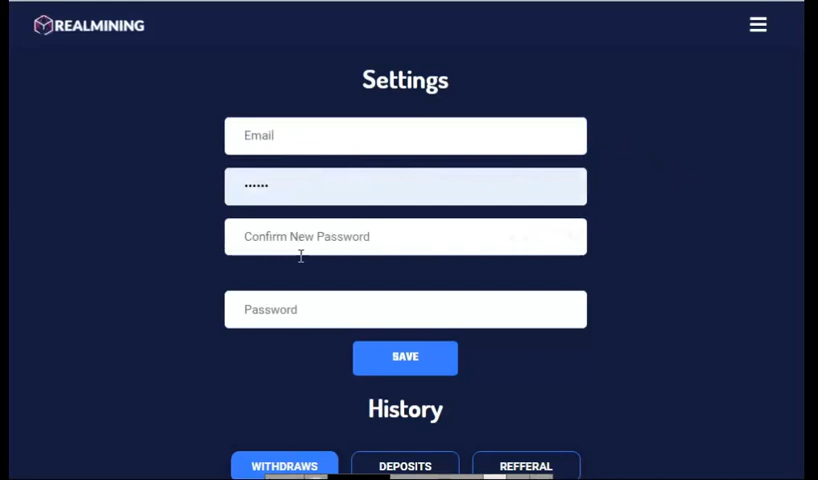 REALMINING
Settings
Email
••••••
Confirm New Password
Password
SAVE
History
WITHDRAWS
DEPOSITS
REFFERAL